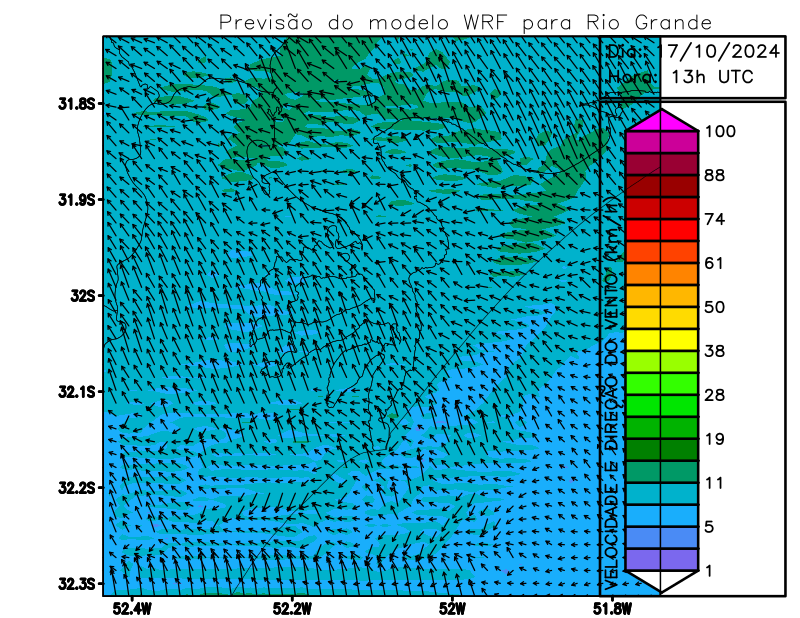 Previsão do modelo WRF para Rio Grande
Dia: 17/10/2024
Hora: 13h UTC
31.8S
31.9S
32S
32.1S
32.2S
32.3S
52.4W
52.2W
52W
51.8W
VELOCIDADE E DIREÇÃO DO VENTO (km/h)
100
88
74
61
50
38
28
19
11
5
1